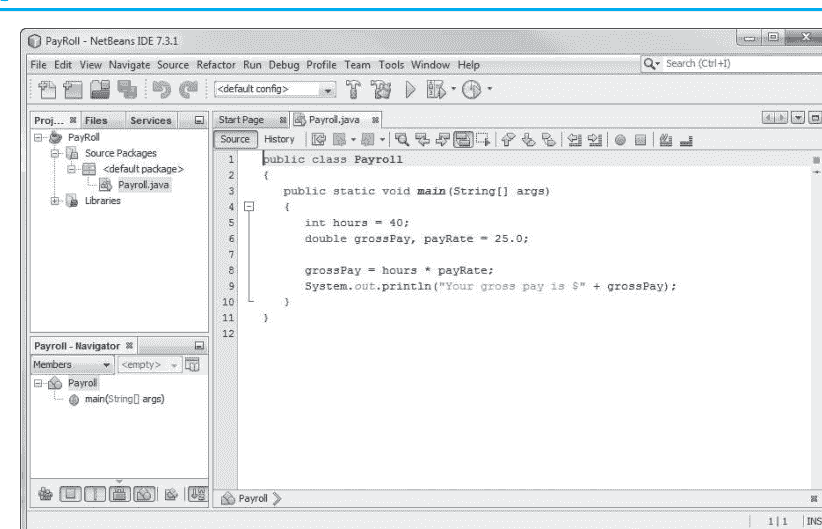 PayRoll - NetBeans IDE 7.3.1
File Edit View Navigate Source Refactor Run Debug Profile Team Tools Window Help
Search (Ctrl+I)
<default config>
Proj... Files Services
Start Page Payroll.java
PayRoll
Source Packages
<default package>
Payroll.java
Libraries
Source History
1 public class Payroll
2 {
3 public static void main(String[] args)
4 {
5 int hours = 40;
6 double grossPay, payRate = 25.0;
7
8 grossPay = hours * payRate;
9 System.out.println("Your gross pay is $" + grossPay);
10 }
11 }
12
Payroll - Navigator
Members <empty>
Payroll
main(String[] args)
Payroll
1|1 INS